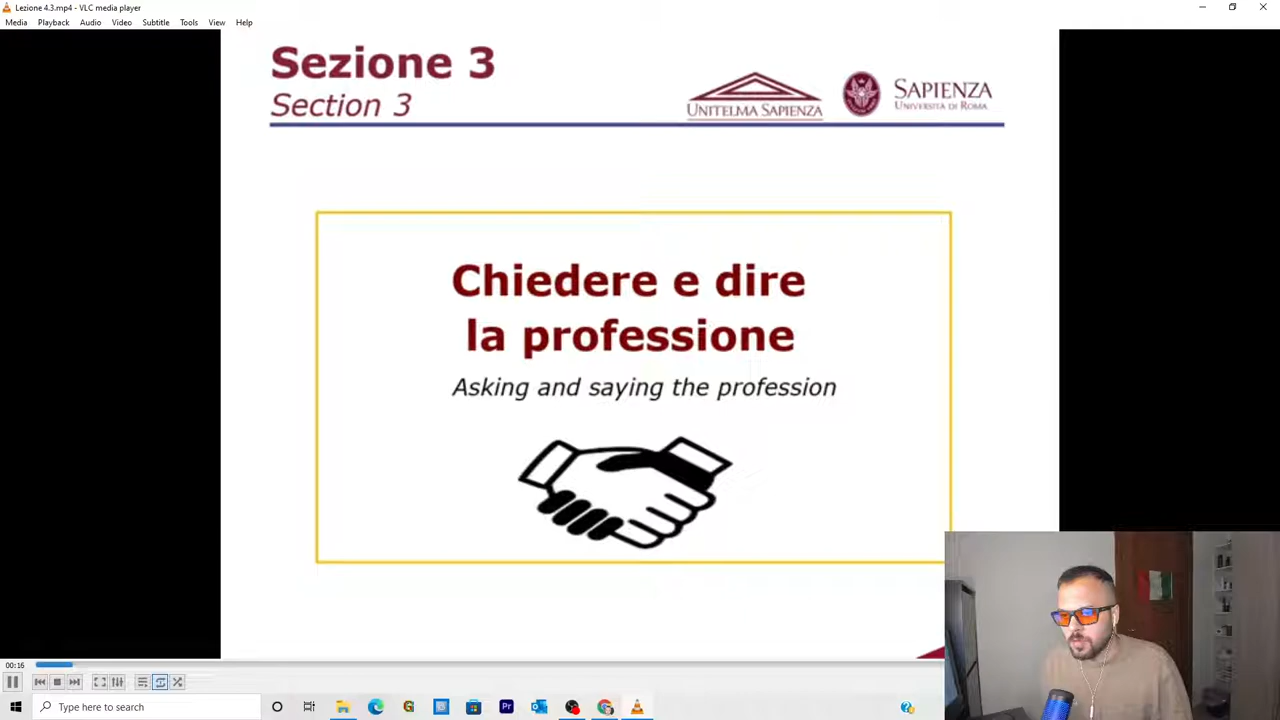 Lezione 4.3.mp4 - VLC media player
Media Playback Audio Video Subtitle Tools View Help
Sezione 3
Section 3
UNITELMA SAPIENZA
SAPIENZA
UNIVERSITÀ DI ROMA
Chiedere e dire
la professione
Asking and saying the profession
00:16
Type here to search